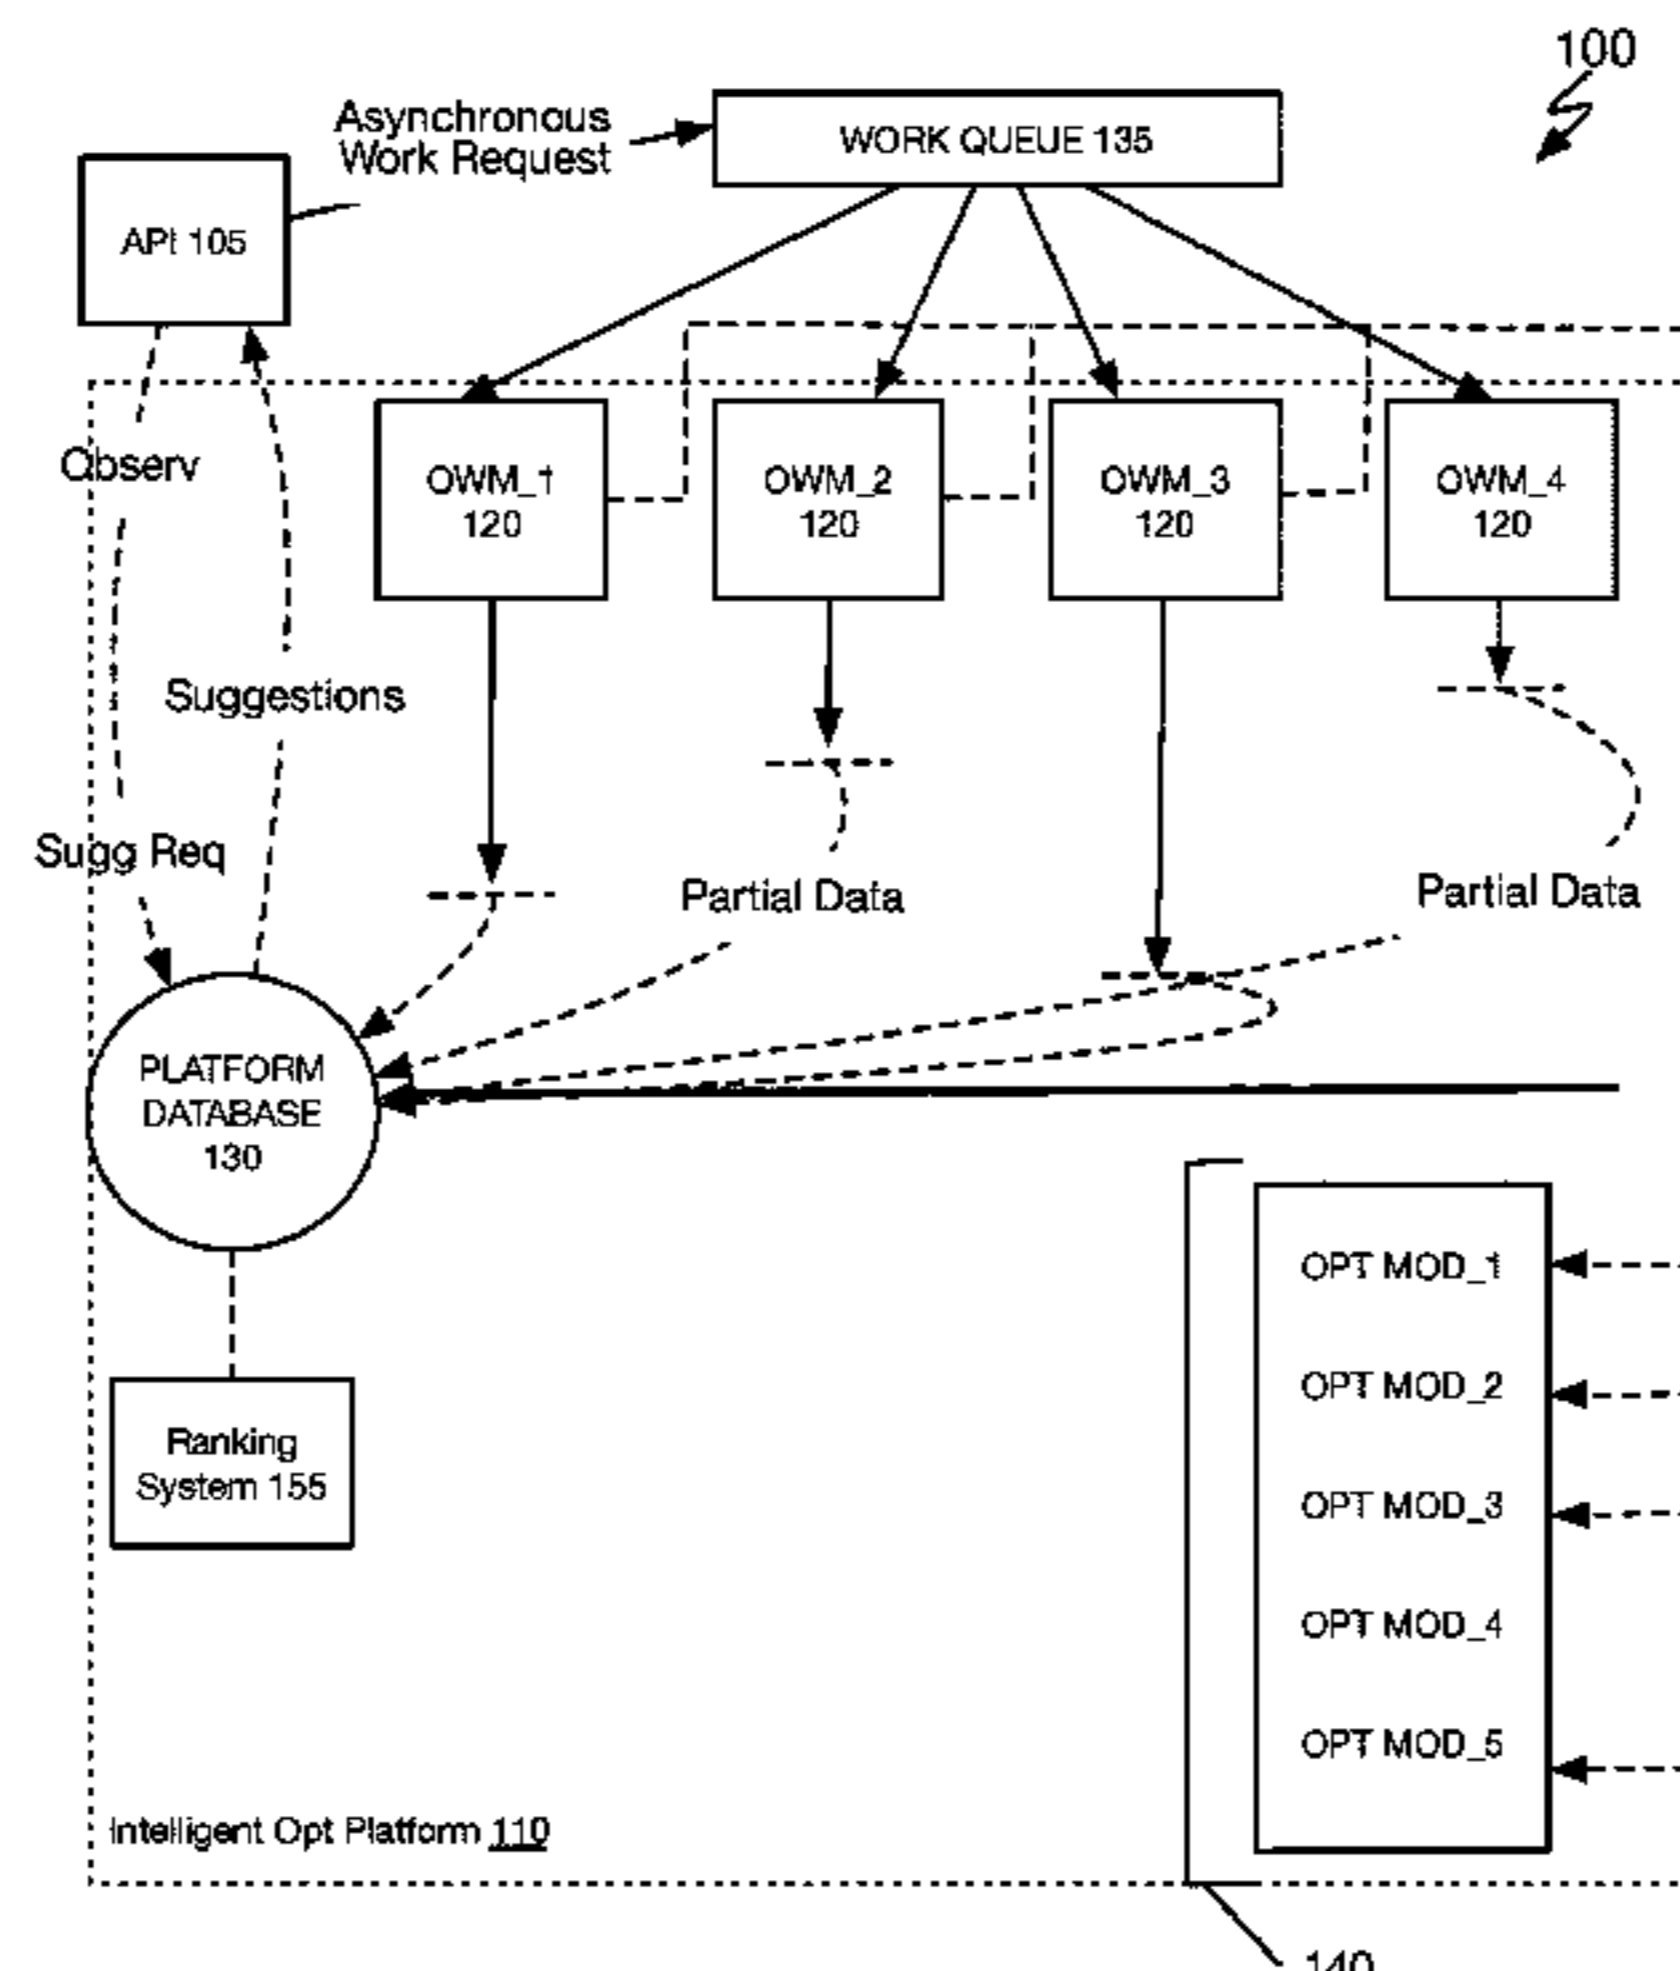 100
Asynchronous
Work Request
WORK QUEUE 135
API 105
Observ
OWM_1
120
OWM_2
120
OWM_3
120
OWM_4
120
Suggestions
Sugg Req
Partial Data
Partial Data
PLATFORM
DATABASE
130
Ranking
System 155
OPT MOD_1
OPT MOD_2
OPT MOD_3
OPT MOD_4
OPT MOD_5
Intelligent Opt Platform 110
140